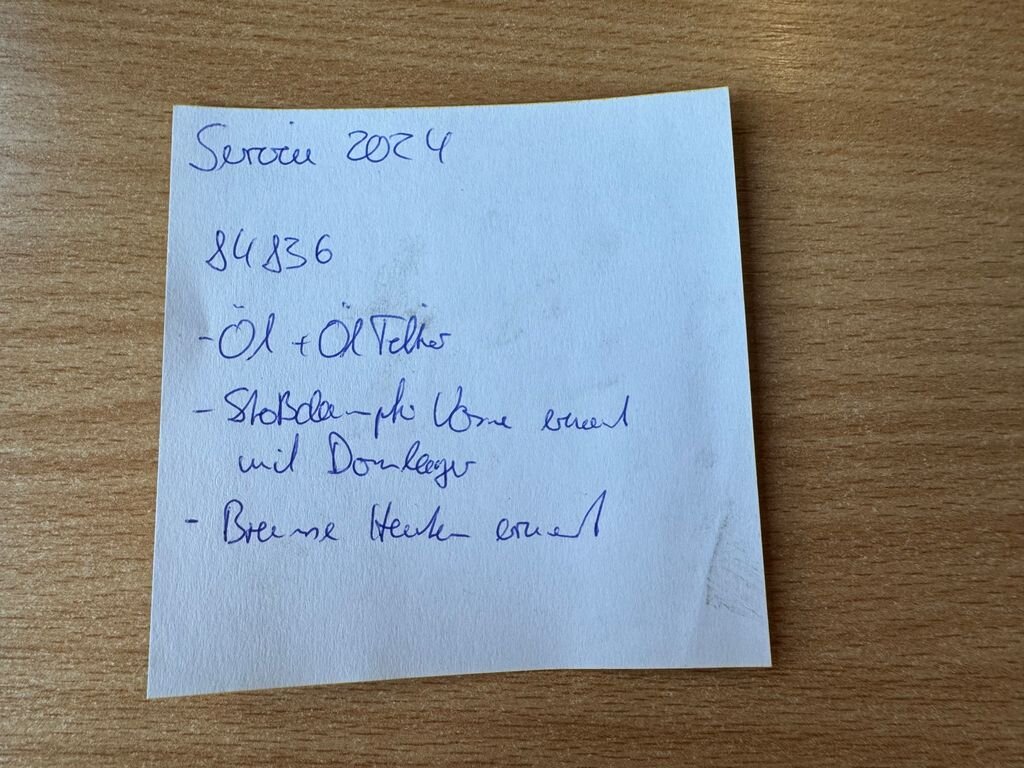 Service 2024
84836
- Öl + Öl Filter
- Stoßdämpfer Vorne erneuert
mit Domlager
- Bremse Hinten erneuert